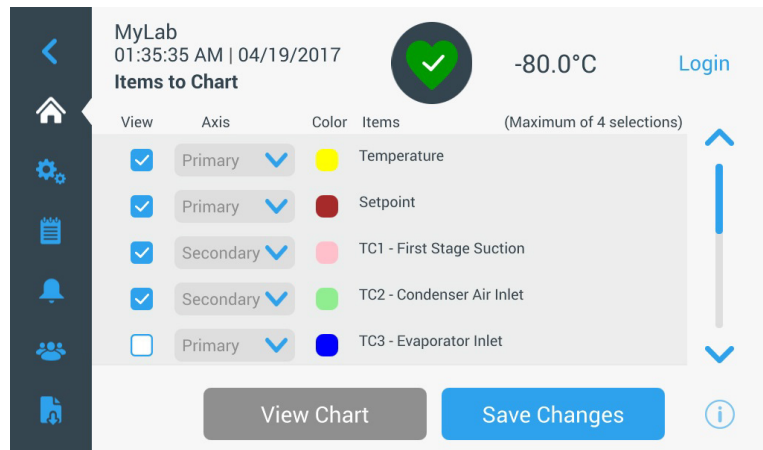 MyLab
01:35:35 AM | 04/19/2017
Items to Chart
-80.0°C
Login
View Axis Color Items (Maximum of 4 selections)
Primary Temperature
Primary Setpoint
Secondary TC1 - First Stage Suction
Secondary TC2 - Condenser Air Inlet
Primary TC3 - Evaporator Inlet
View Chart
Save Changes
i